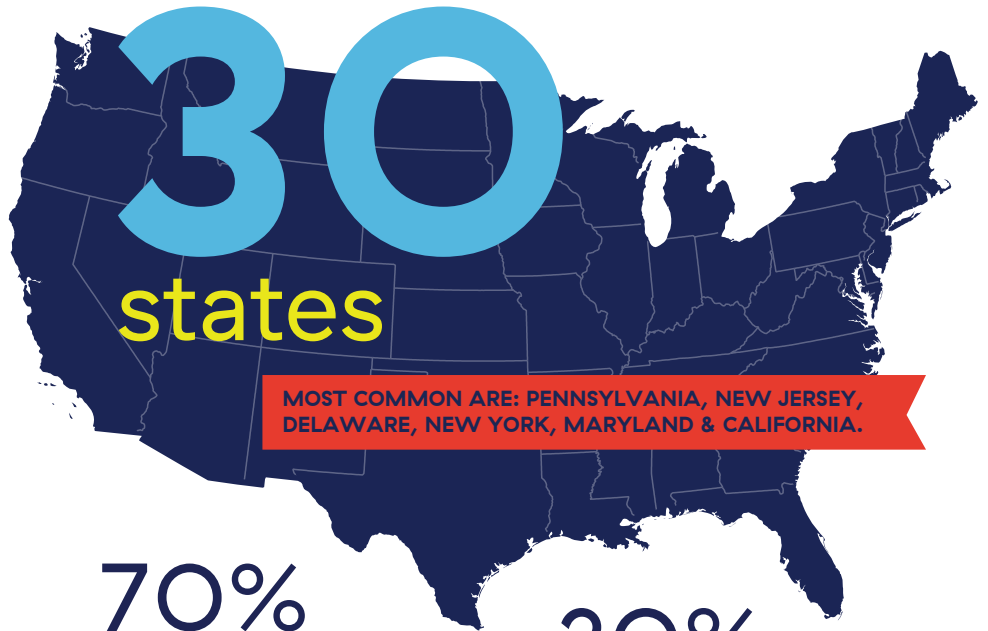 30
states
MOST COMMON ARE: PENNSYLVANIA, NEW JERSEY,
DELAWARE, NEW YORK, MARYLAND & CALIFORNIA.
70%